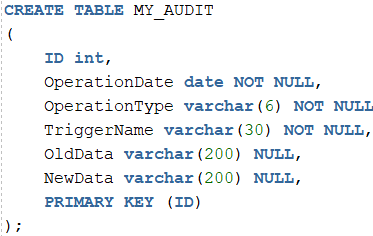 CREATE TABLE MY_AUDIT
(
ID int,
OperationDate date NOT NULL,
OperationType varchar(6) NOT NULL
TriggerName varchar(30) NOT NULL,
OldData varchar(200) NULL,
NewData varchar(200) NULL,
PRIMARY KEY (ID)
);